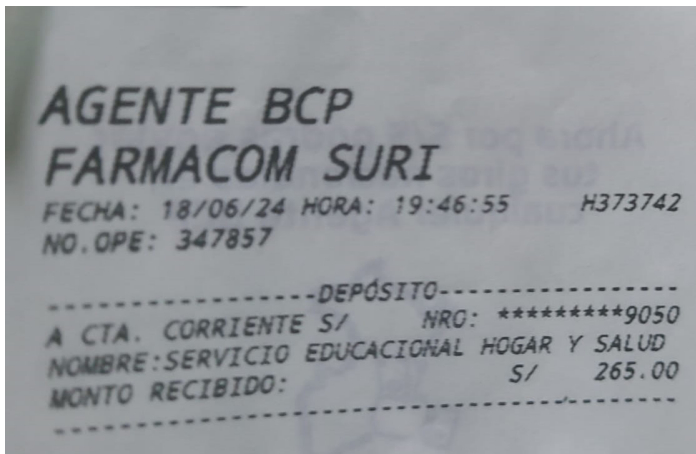 AGENTE BCP
FARMACOM SURI
FECHA: 18/06/24 HORA: 19:46:55 H373742
NO.OPE: 347857
-----------------DEPÓSITO-----------------
A CTA. CORRIENTE S/ NRO: *********9050
NOMBRE:SERVICIO EDUCACIONAL HOGAR Y SALUD
MONTO RECIBIDO: S/ 265.00
------------------------------------------